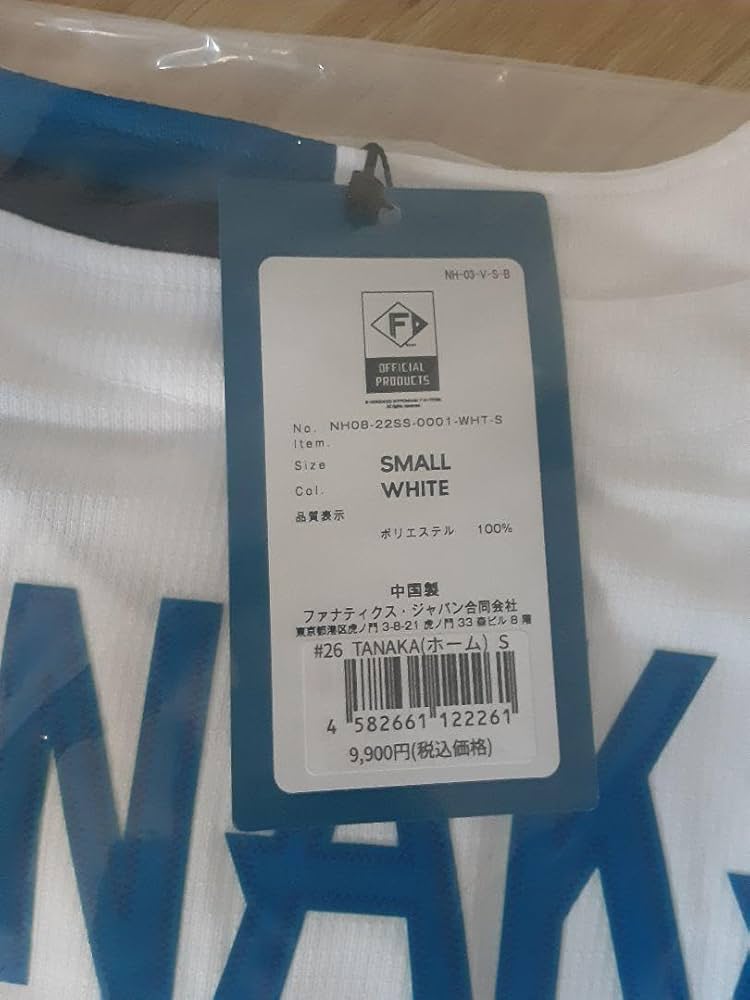 NH-03-V-S-B
F
OFFICIAL
PRODUCTS
All rights reserved.
No. NH08-22SS-0001-WHT-S
Item.
Size SMALL
Col. WHITE
品質表示
ポリエステル 100%
中国製
ファナティクス・ジャパン合同会社
東京都港区虎ノ門 3-8-21 虎ノ門 33 森ビル 8 階
#26 TANAKA(ホーム) S
4 582661 122261
9,900円(税込価格)
NAK